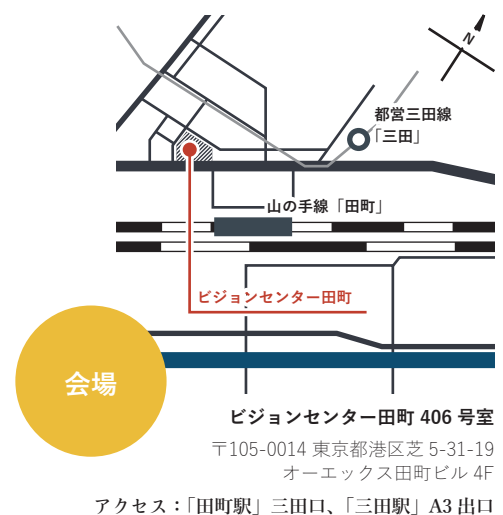 N
都営三田線
「三田」
山の手線「田町」
ビジョンセンター田町
会場
ビジョンセンター田町 406 号室
〒105-0014 東京都港区芝 5-31-19
オーエックス田町ビル 4F
アクセス：「田町駅」三田口、「三田駅」A3 出口